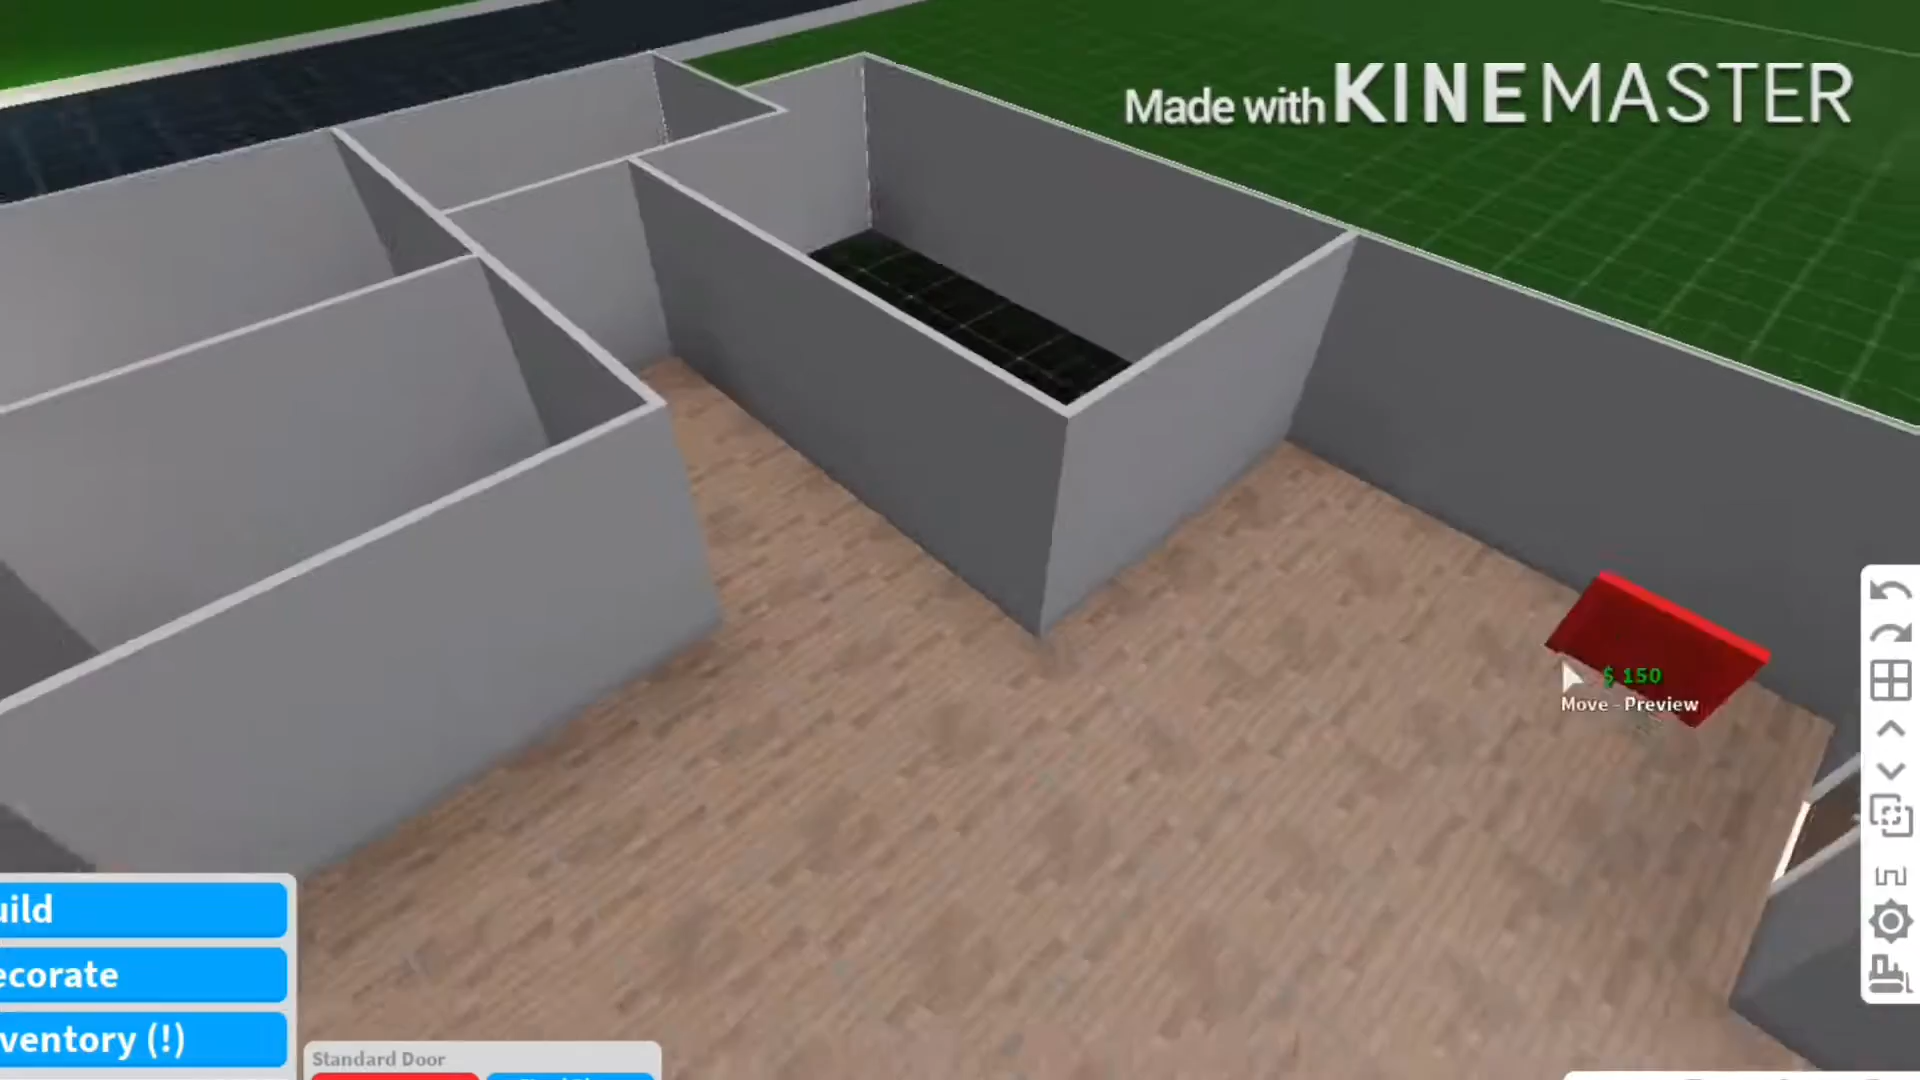 Made with KINEMASTER
$ 150
Move - Preview
uild
ecorate
ventory (!)
Standard Door